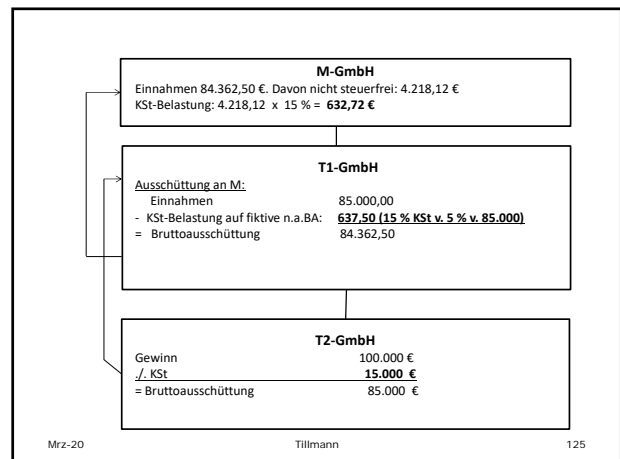 M-GmbH
Einnahmen 84.362,50 €. Davon nicht steuerfrei: 4.218,12 €
KSt-Belastung: 4.218,12 x 15 % = 632,72 €
T1-GmbH
Ausschüttung an M:
Einnahmen 85.000,00
- KSt-Belastung auf fiktive n.a.BA: 637,50 (15 % KSt v. 5 % v. 85.000)
= Bruttoausschüttung 84.362,50
T2-GmbH
Gewinn 100.000 €
./. KSt 15.000 €
= Bruttoausschüttung 85.000 €
Mrz-20 Tillmann 125